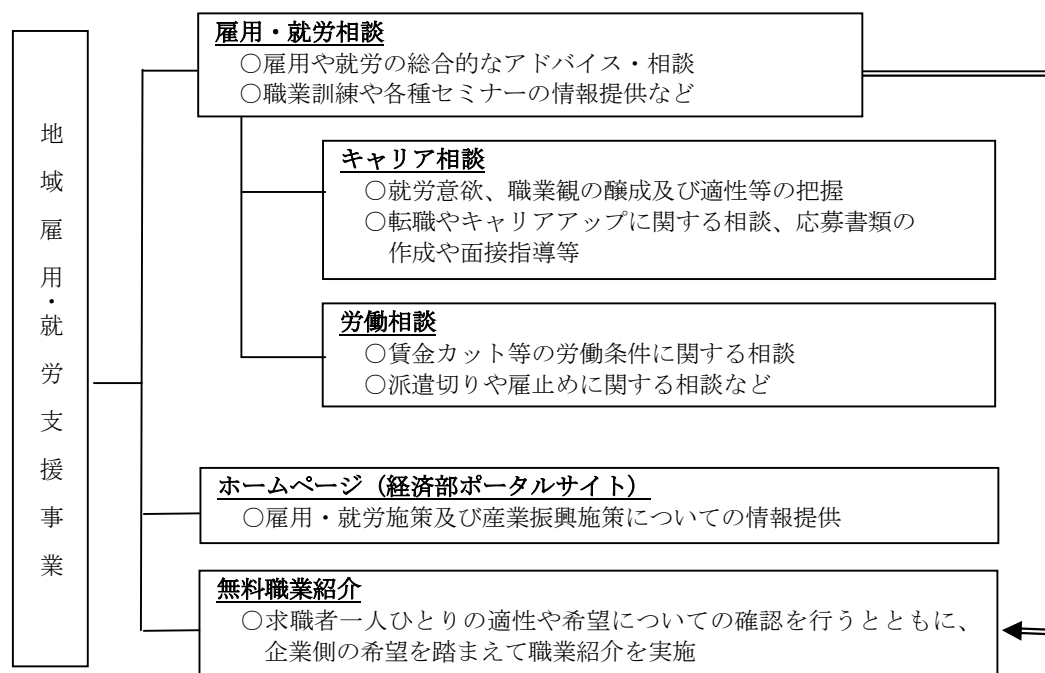 地域雇用・就労支援事業
雇用・就労相談
○雇用や就労の総合的なアドバイス・相談
○職業訓練や各種セミナーの情報提供など
キャリア相談
○就労意欲、職業観の醸成及び適性等の把握
○転職やキャリアアップに関する相談、応募書類の
作成や面接指導等
労働相談
○賃金カット等の労働条件に関する相談
○派遣切りや雇止めに関する相談など
ホームページ（経済部ポータルサイト）
○雇用・就労施策及び産業振興施策についての情報提供
無料職業紹介
○求職者一人ひとりの適性や希望についての確認を行うとともに、
企業側の希望を踏まえて職業紹介を実施